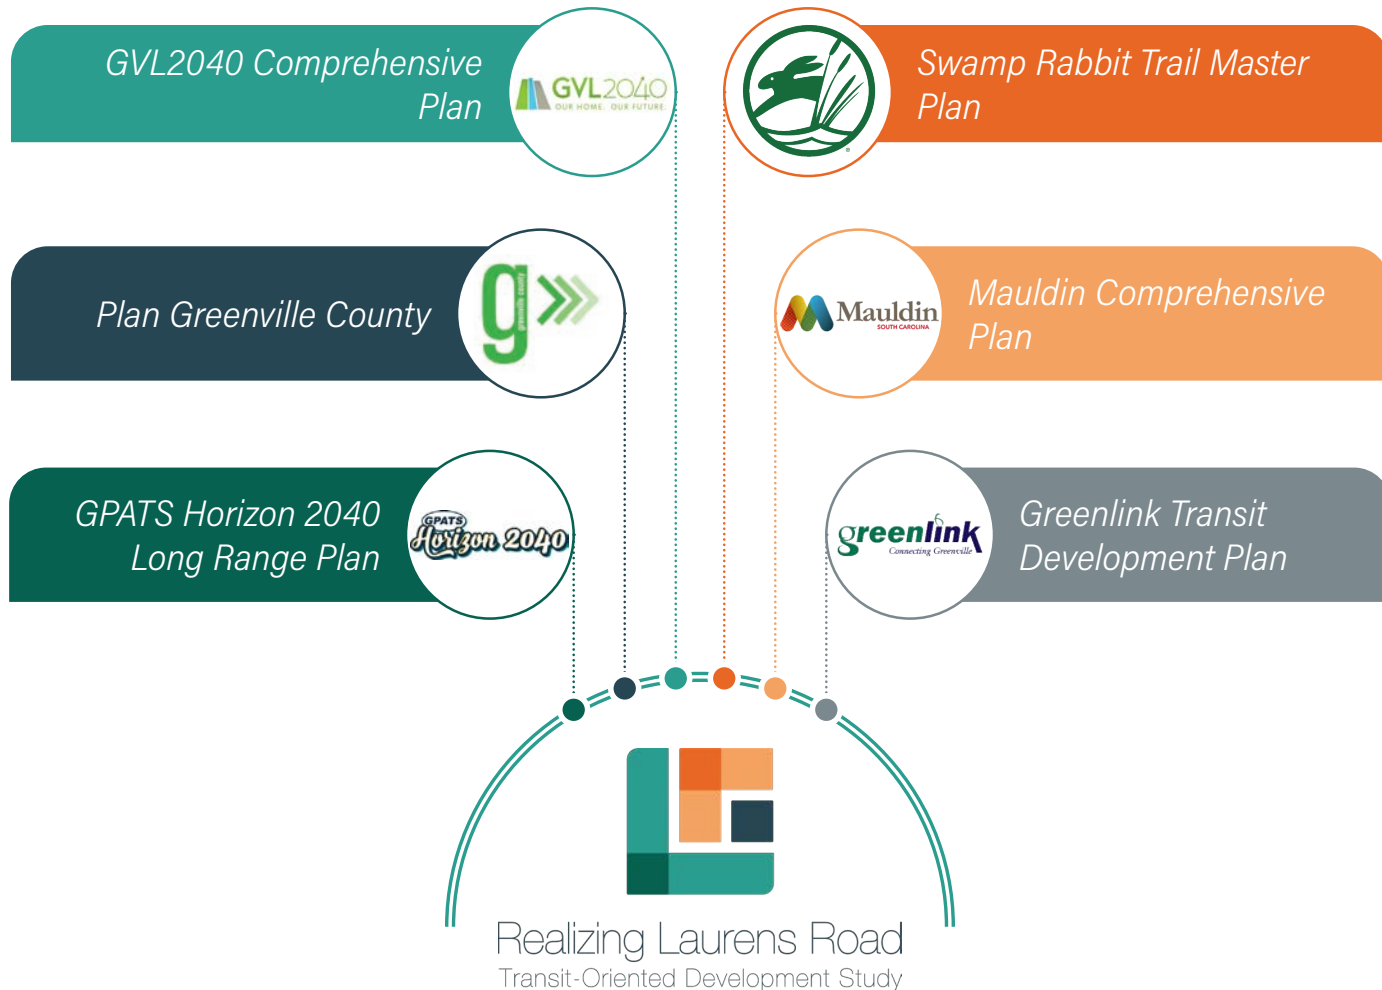 GVL2040 Comprehensive
Plan
GVL2040
OUR HOME. OUR FUTURE.
Swamp Rabbit Trail Master
Plan
®
Plan Greenville County
g
greenville county
Mauldin
SOUTH CAROLINA
Mauldin Comprehensive
Plan
GPATS Horizon 2040
Long Range Plan
GPATS
Horizon 2040
greenlink
Connecting Greenville
Greenlink Transit
Development Plan
Realizing Laurens Road
Transit-Oriented Development Study